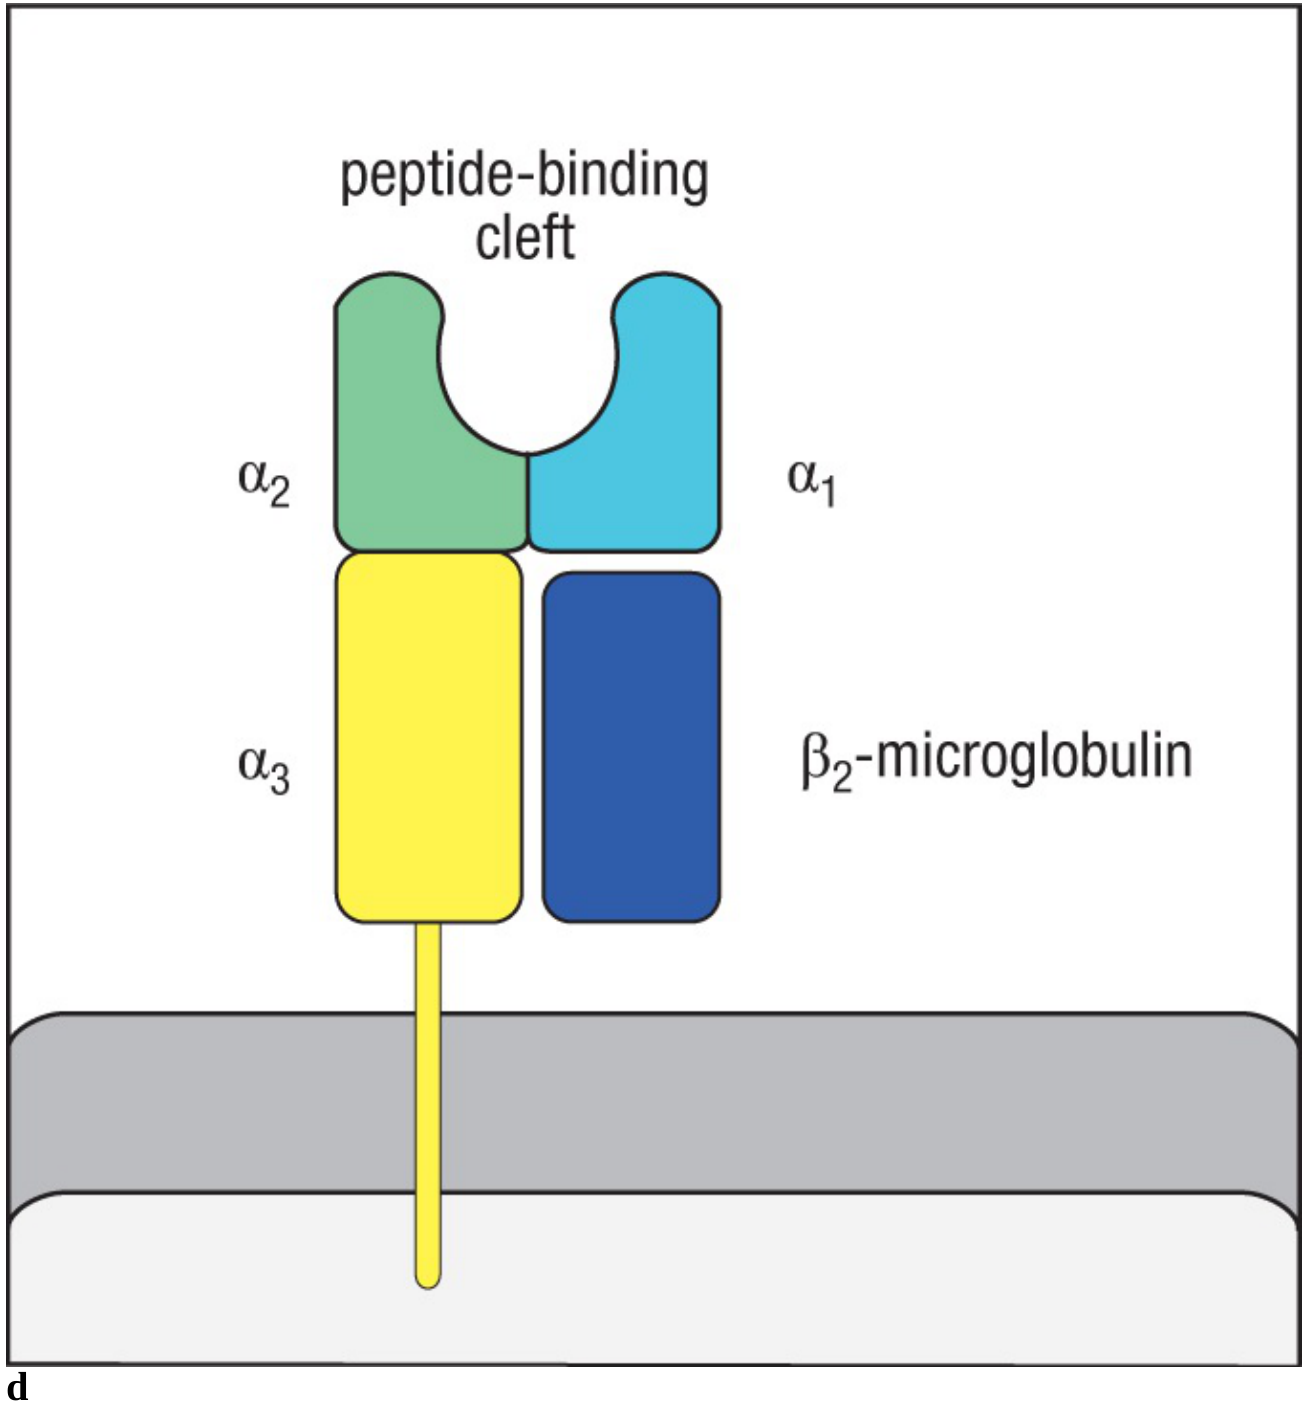 peptide-binding
cleft
α₂
α₁
α₃
β₂-microglobulin
d